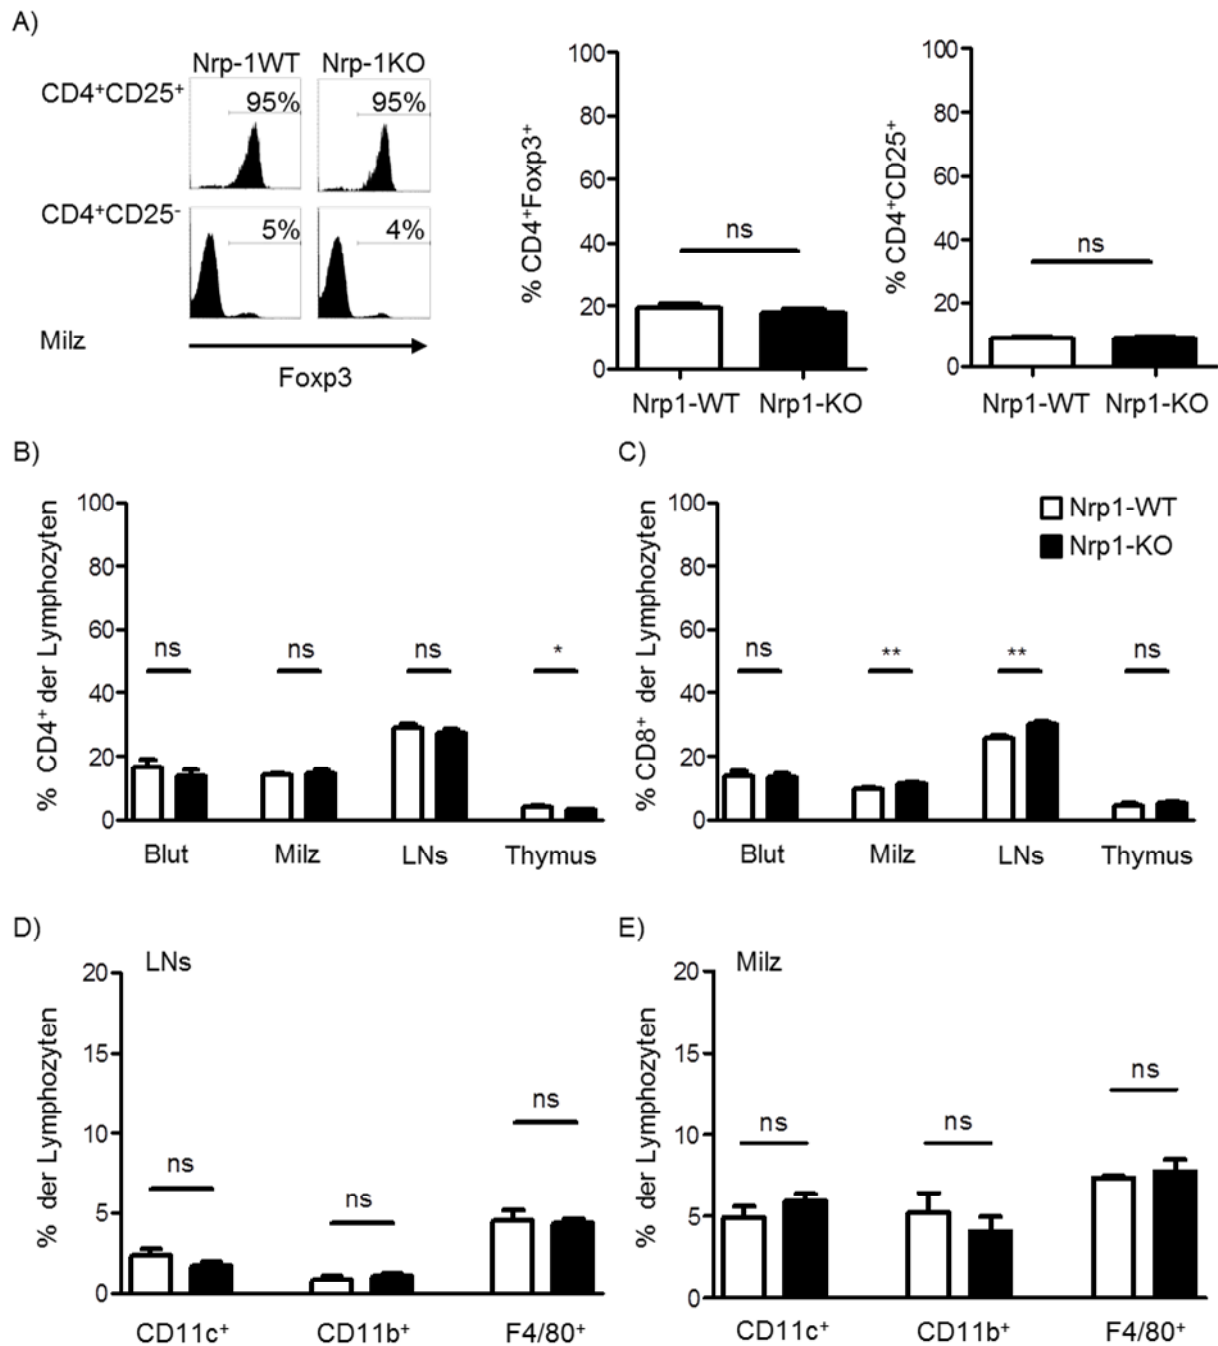 A)
Nrp-1WT Nrp-1KO
CD4⁺CD25⁺
95% 95%
CD4⁺CD25⁻
5% 4%
Milz
Foxp3
% CD4⁺Foxp3⁺
100
80
60
40
20
0
ns
Nrp1-WT Nrp1-KO
% CD4⁺CD25⁺
100
80
60
40
20
0
ns
Nrp1-WT Nrp1-KO
B)
% CD4⁺ der Lymphozyten
100
80
60
40
20
0
ns ns ns *
Blut Milz LNs Thymus
C)
% CD8⁺ der Lymphozyten
100
80
60
40
20
0
Nrp1-WT
Nrp1-KO
ns ** ** ns
Blut Milz LNs Thymus
D)
LNs
% der Lymphozyten
20
15
10
5
0
ns ns ns
CD11c⁺ CD11b⁺ F4/80⁺
E)
Milz
% der Lymphozyten
20
15
10
5
0
ns ns ns
CD11c⁺ CD11b⁺ F4/80⁺